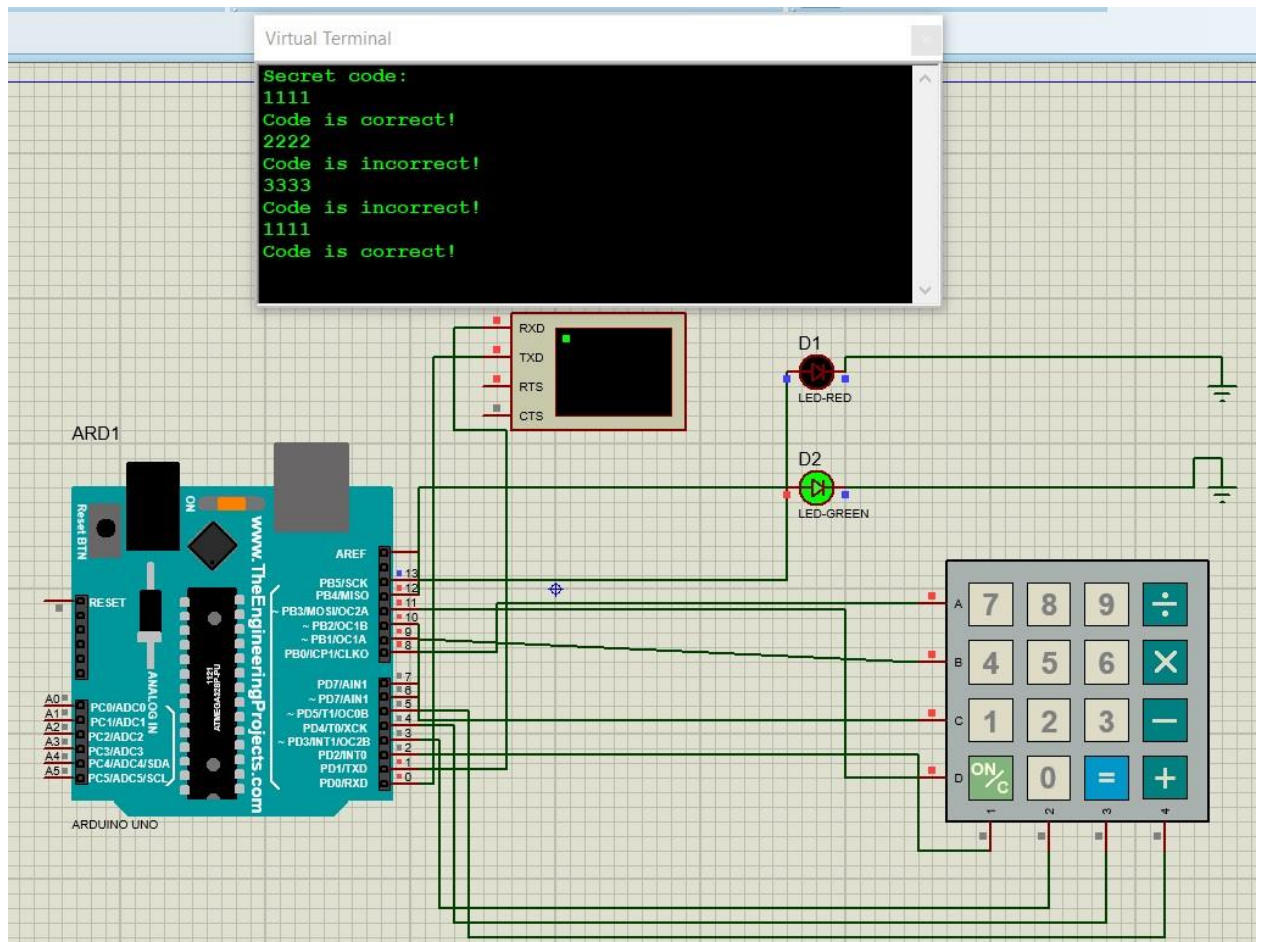 Virtual Terminal
Secret code:
1111
Code is correct!
2222
Code is incorrect!
3333
Code is incorrect!
1111
Code is correct!
RXD
TXD
RTS
CTS
D1
LED-RED
D2
LED-GREEN
ARD1
ON
Reset BTN
www.TheEngineeringProjects.com
RESET
AREF
13
PB5/SCK
12
PB4/MISO
11
~ PB3/MOSI/OC2A
10
~ PB2/OC1B
9
~ PB1/OC1A
8
PB0/ICP1/CLKO
7
PD7/AIN1
6
~ PD7/AIN1
5
~ PD5/T1/OC0B
4
PD4/T0/XCK
3
~ PD3/INT1/OC2B
2
PD2/INT0
1
PD1/TXD
0
PD0/RXD
1121
ATMEGA328P-PU
ANALOG IN
A0
PC0/ADC0
A1
PC1/ADC1
A2
PC2/ADC2
A3
PC3/ADC3
A4
PC4/ADC4/SDA
A5
PC5/ADC5/SCL
ARDUINO UNO
A 7 8 9 ÷
B 4 5 6 ×
C 1 2 3 −
D ON/C 0 = +
1 2 3 4